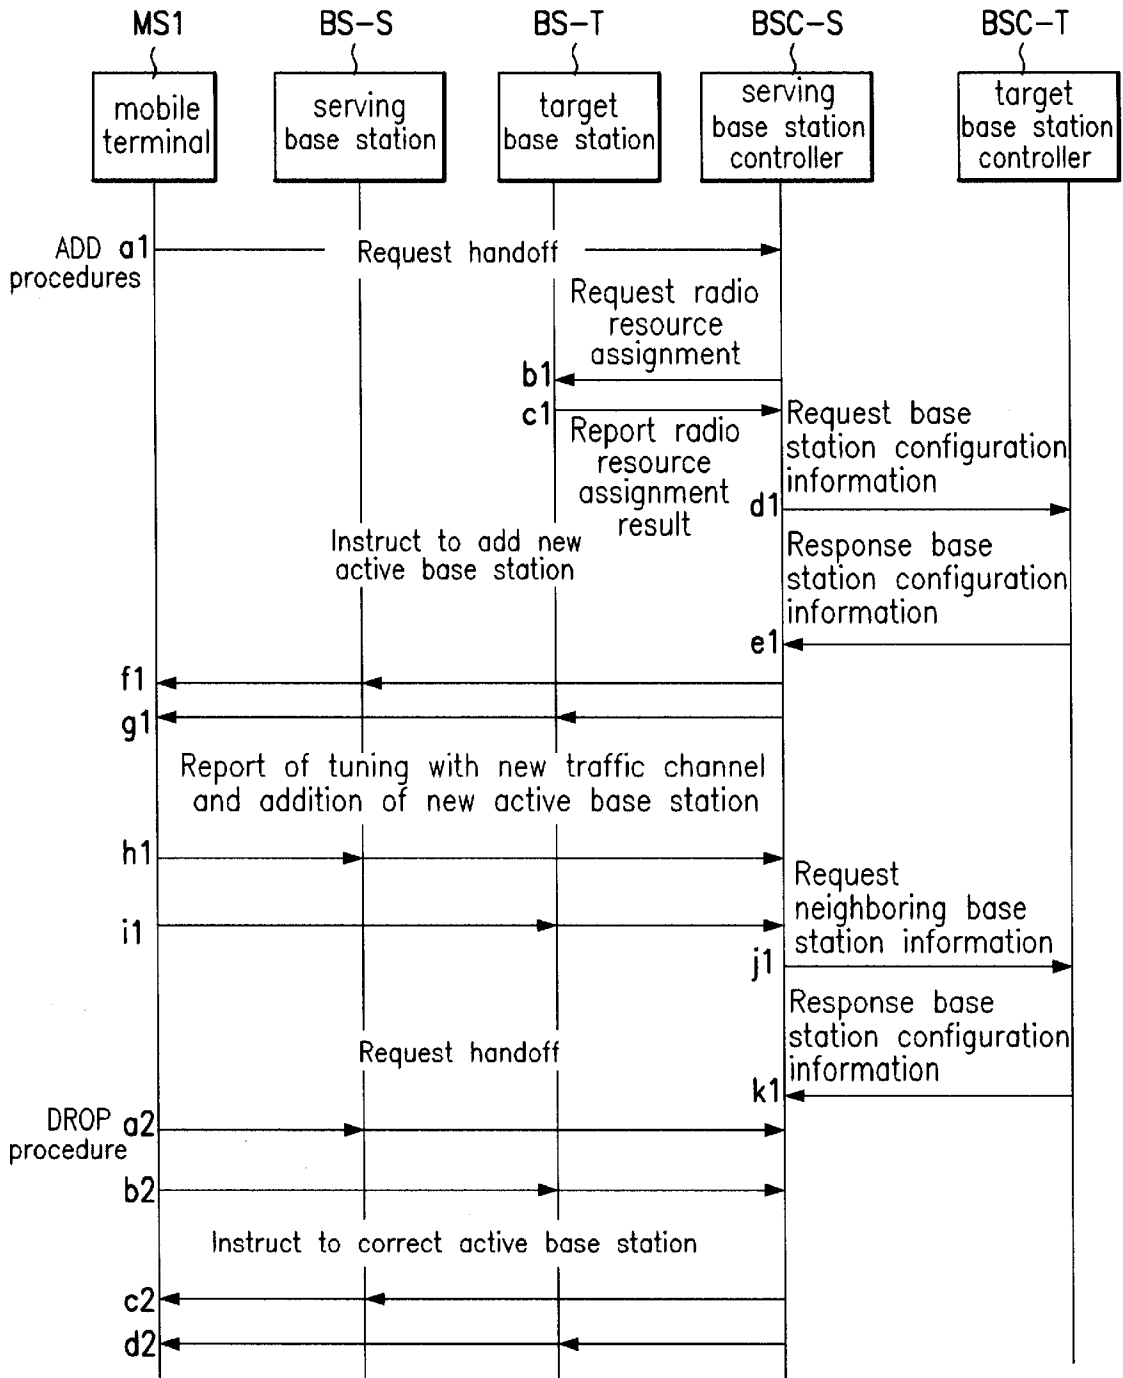 MS1 BS-S BS-T BSC-S BSC-T
mobile
terminal
serving
base station
target
base station
serving
base station
controller
target
base station
controller
ADD a1
procedures
Request handoff
Request radio
resource
assignment
b1
c1
Report radio
resource
assignment
result
Request base
station configuration
information
d1
Instruct to add new
active base station
Response base
station configuration
information
e1
f1
g1
Report of tuning with new traffic channel
and addition of new active base station
h1
i1
Request
neighboring base
station information
j1
Response base
station configuration
information
k1
Request handoff
DROP a2
procedure
b2
Instruct to correct active base station
c2
d2